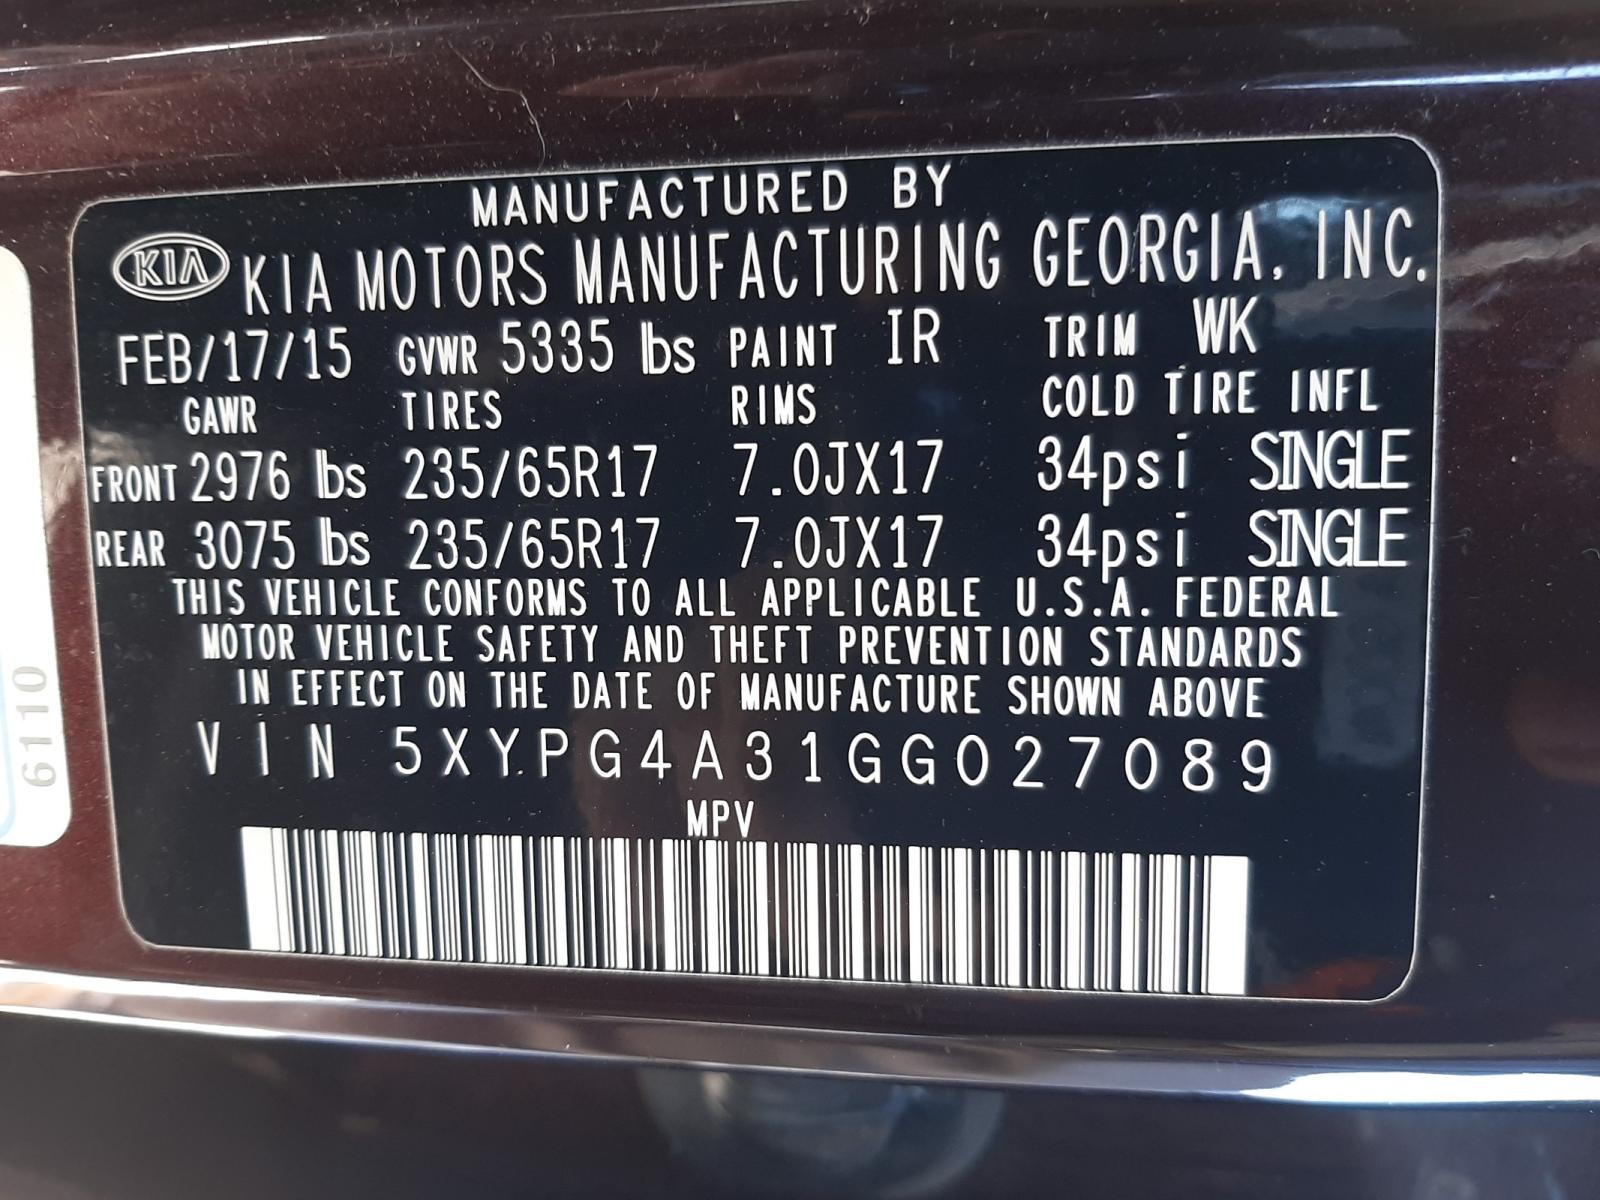 MANUFACTURED BY
KIA KIA MOTORS MANUFACTURING GEORGIA, INC.
FEB/17/15 GVWR 5335 lbs PAINT IR TRIM WK
GAWR TIRES RIMS COLD TIRE INFL
FRONT 2976 lbs 235/65R17 7.0JX17 34psi SINGLE
REAR 3075 lbs 235/65R17 7.0JX17 34psi SINGLE
THIS VEHICLE CONFORMS TO ALL APPLICABLE U.S.A. FEDERAL
MOTOR VEHICLE SAFETY AND THEFT PREVENTION STANDARDS
IN EFFECT ON THE DATE OF MANUFACTURE SHOWN ABOVE
VIN 5XYPG4A31GG027089
MPV
6110